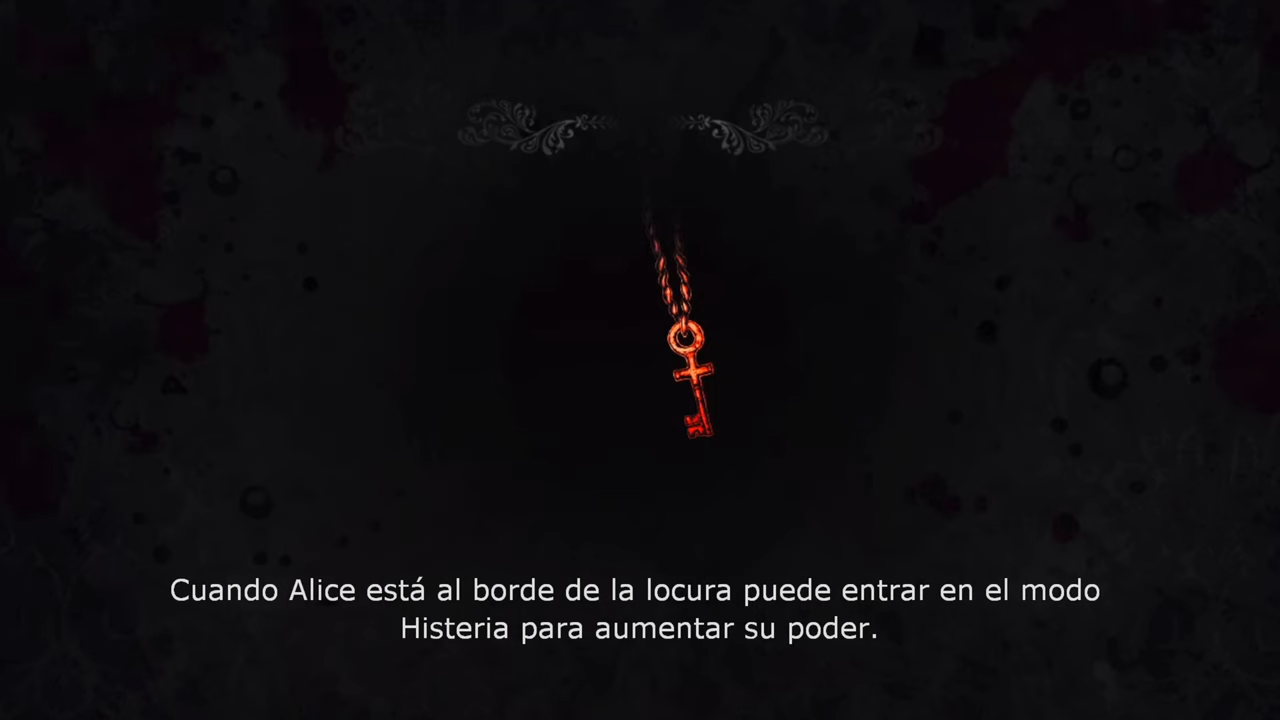 Cuando Alice está al borde de la locura puede entrar en el modo
Histeria para aumentar su poder.